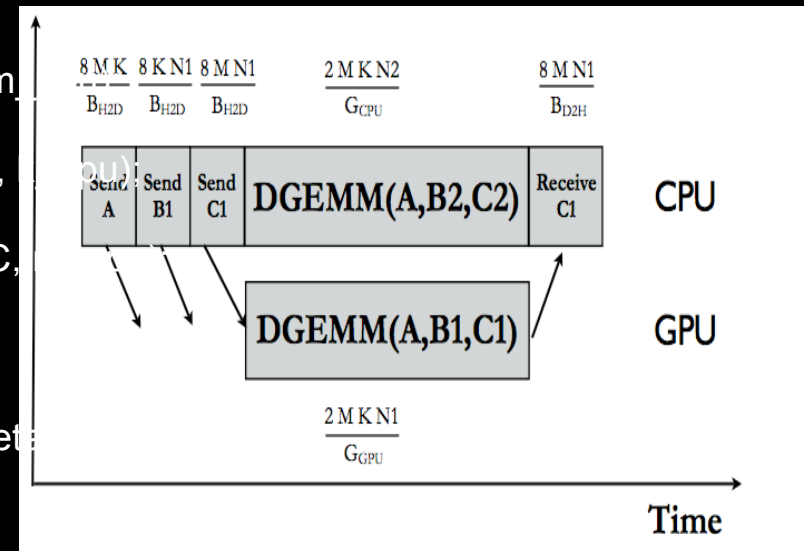 8 M K 8 K N1 8 M N1 2 M K N2 8 M N1
B_H2D B_H2D B_H2D G_CPU B_D2H
Send A
Send B1
Send C1
DGEMM(A,B2,C2)
Receive C1
CPU
DGEMM(A,B1,C1)
GPU
2 M K N1
G_GPU
Time